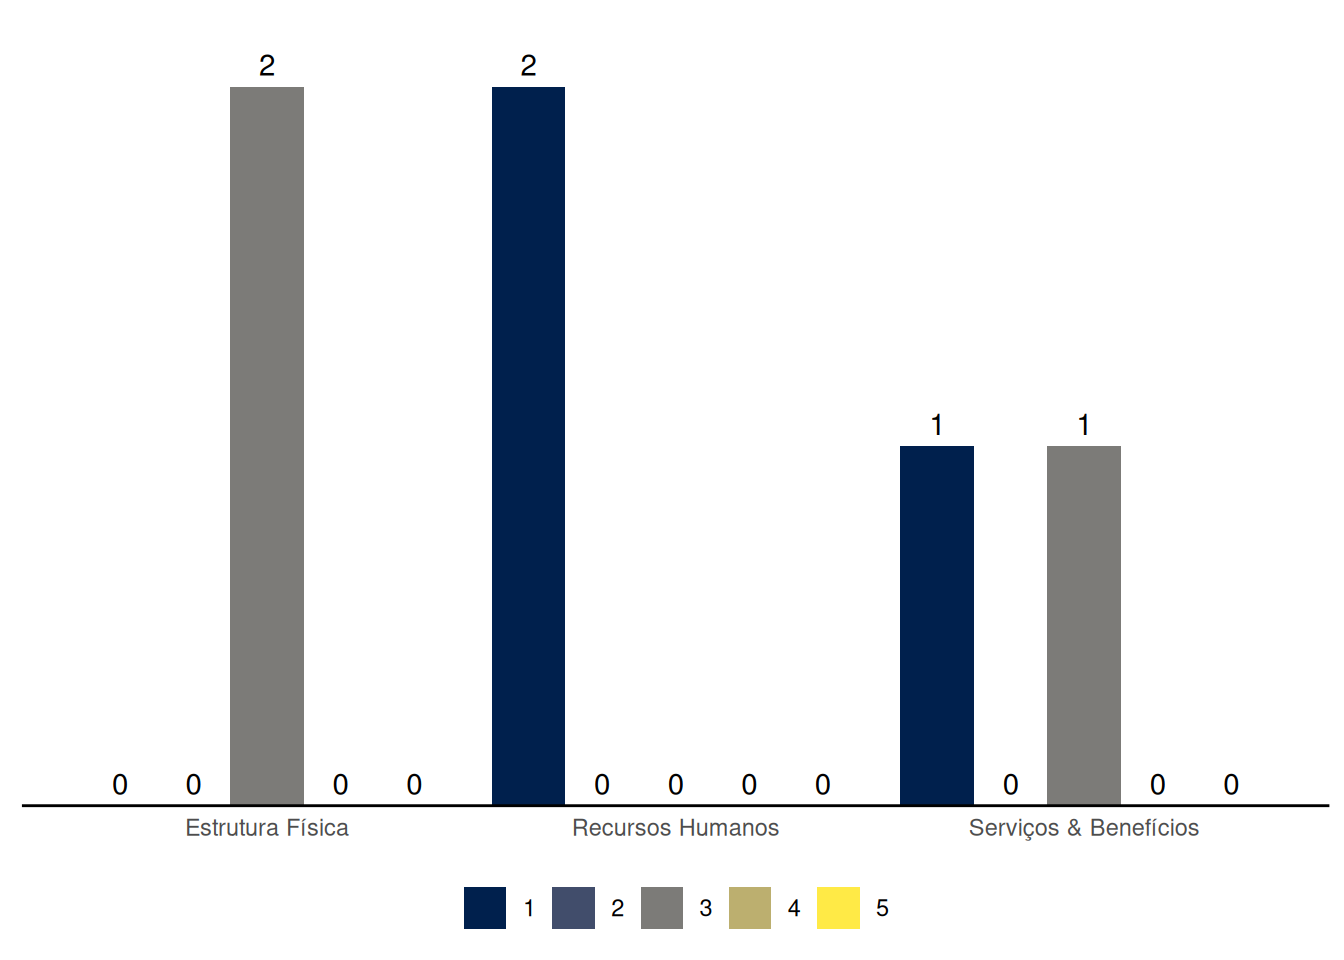 2 2
1 1
0 0 0 0 0 0 0 0 0 0 0
Estrutura Física Recursos Humanos Serviços & Benefícios
1 2 3 4 5